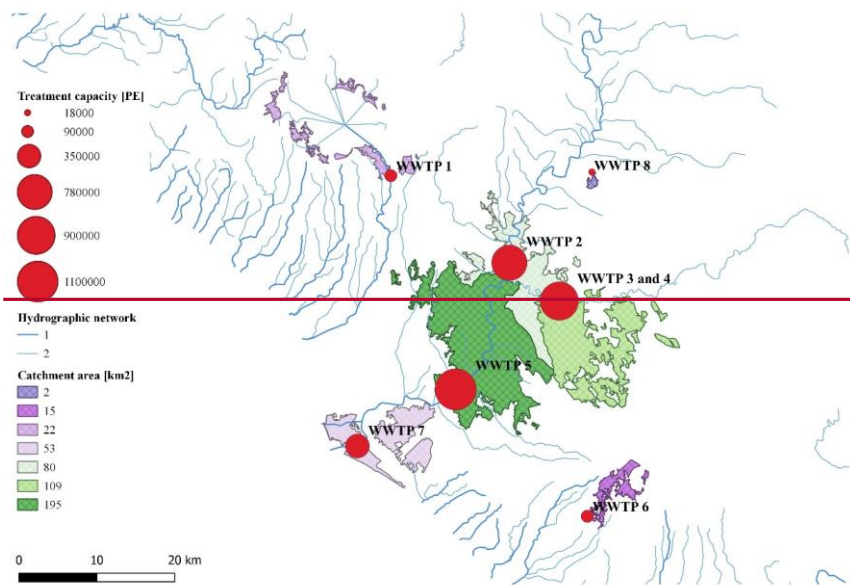 Treatment capacity [PE]
18000
90000
350000
780000
900000
1100000
Hydrographic network
1
2
Catchment area [km2]
2
15
22
53
80
109
195
WWTP 1
WWTP 8
WWTP 2
WWTP 3 and 4
WWTP 5
WWTP 7
WWTP 6
0 10 20 km